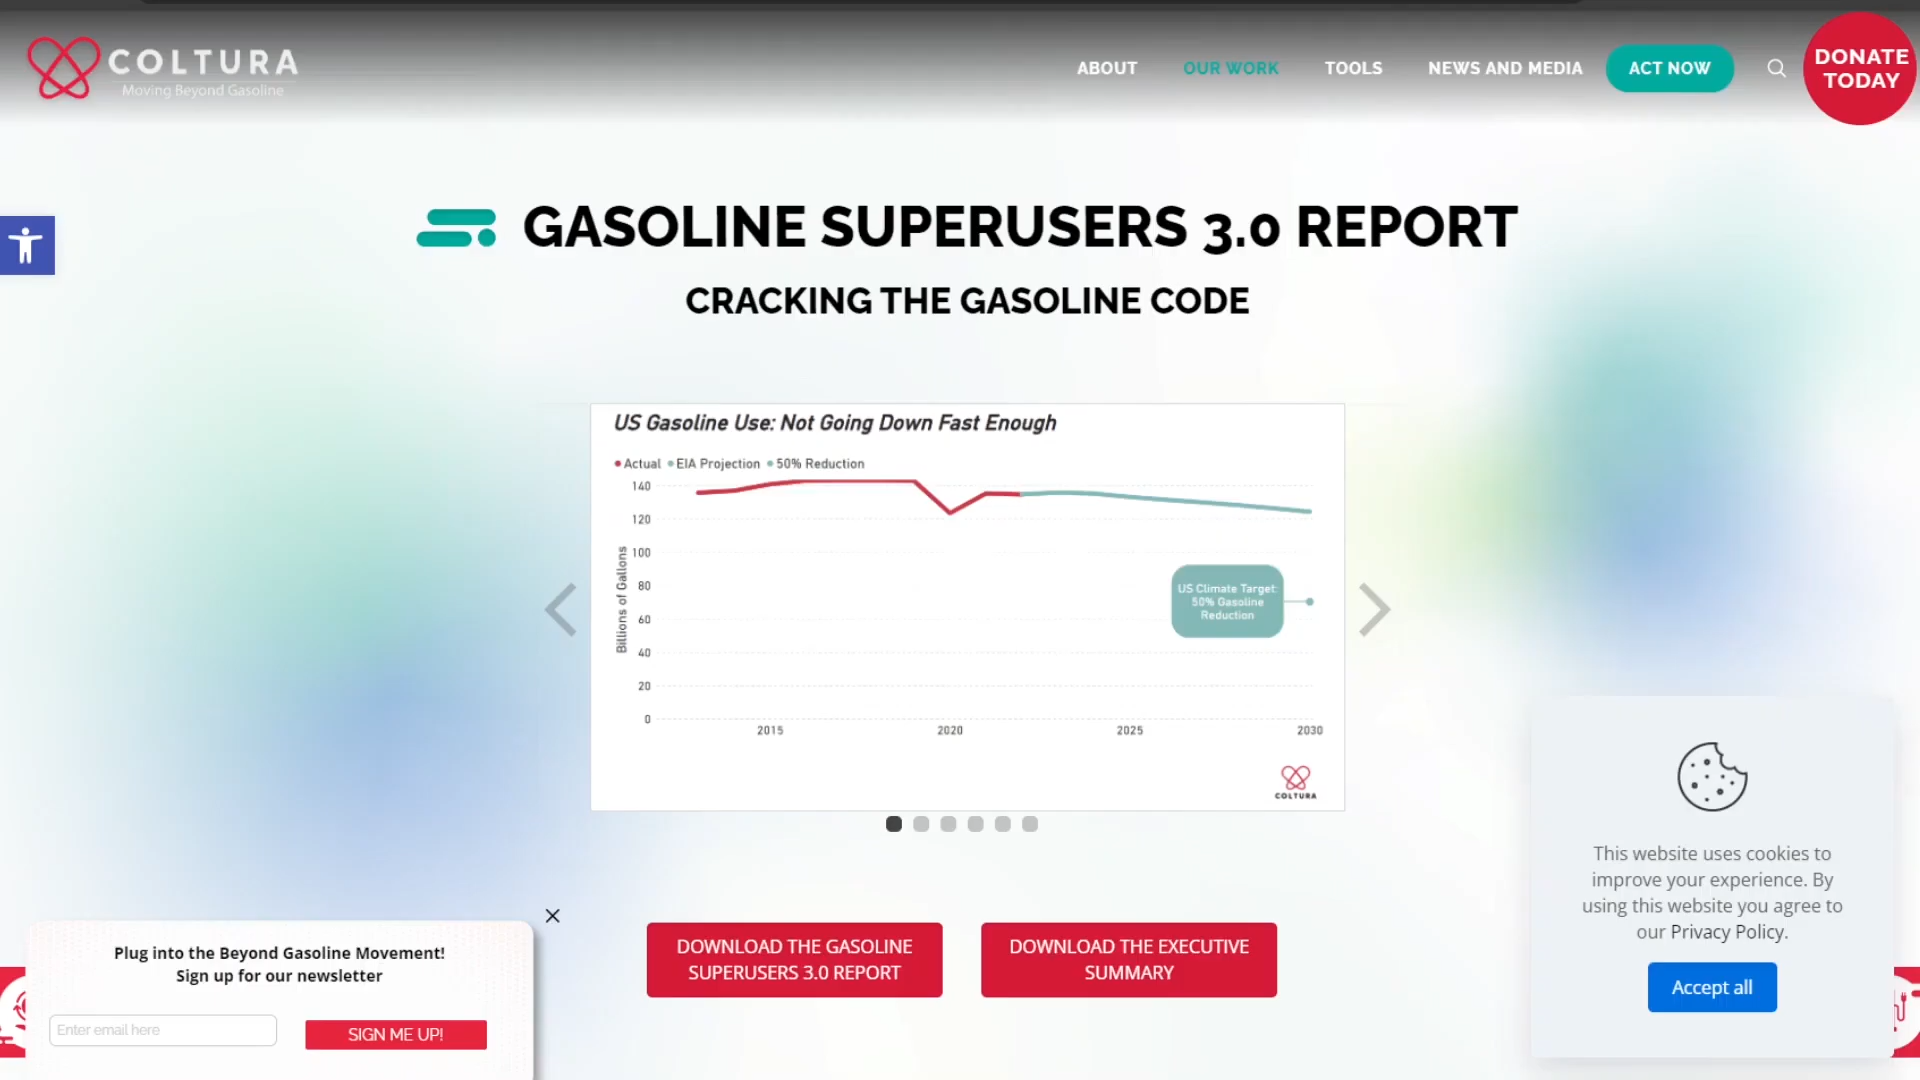 COLTURA
Moving Beyond Gasoline
ABOUT
OUR WORK
TOOLS
NEWS AND MEDIA
ACT NOW
DONATE
TODAY
GASOLINE SUPERUSERS 3.0 REPORT
CRACKING THE GASOLINE CODE
US Gasoline Use: Not Going Down Fast Enough
Actual EIA Projection 50% Reduction
140
120
100
80
60
40
20
0
Billions of Gallons
US Climate Target:
50% Gasoline
Reduction
2015 2020 2025 2030
COLTURA
DOWNLOAD THE GASOLINE
SUPERUSERS 3.0 REPORT
DOWNLOAD THE EXECUTIVE
SUMMARY
Plug into the Beyond Gasoline Movement!
Sign up for our newsletter
Enter email here
SIGN ME UP!
This website uses cookies to
improve your experience. By
using this website you agree to
our Privacy Policy.
Accept all